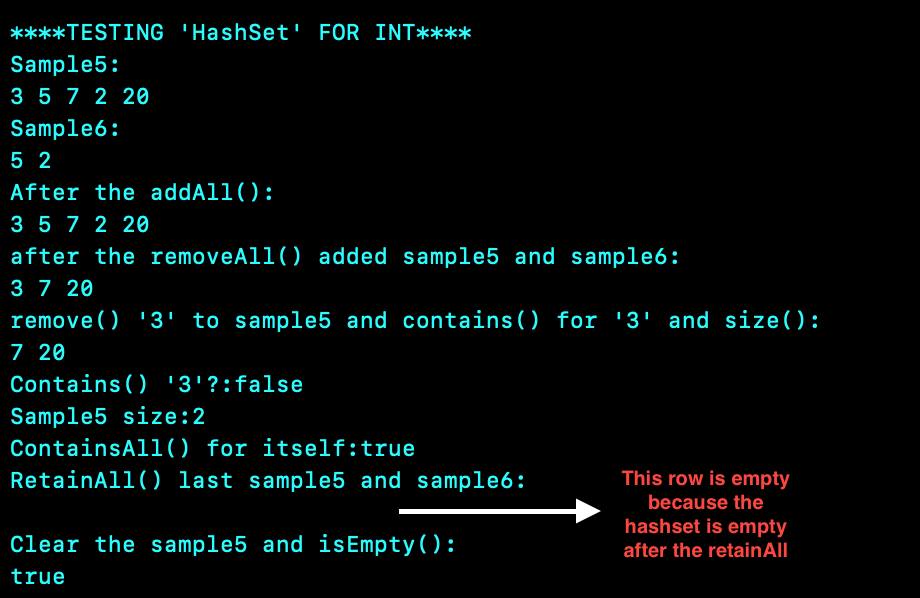 ****TESTING 'HashSet' FOR INT****
Sample5:
3 5 7 2 20
Sample6:
5 2
After the addAll():
3 5 7 2 20
after the removeAll() added sample5 and sample6:
3 7 20
remove() '3' to sample5 and contains() for '3' and size():
7 20
Contains() '3'?:false
Sample5 size:2
ContainsAll() for itself:true
RetainAll() last sample5 and sample6:
This row is empty
because the
hashset is empty
after the retainAll
Clear the sample5 and isEmpty():
true